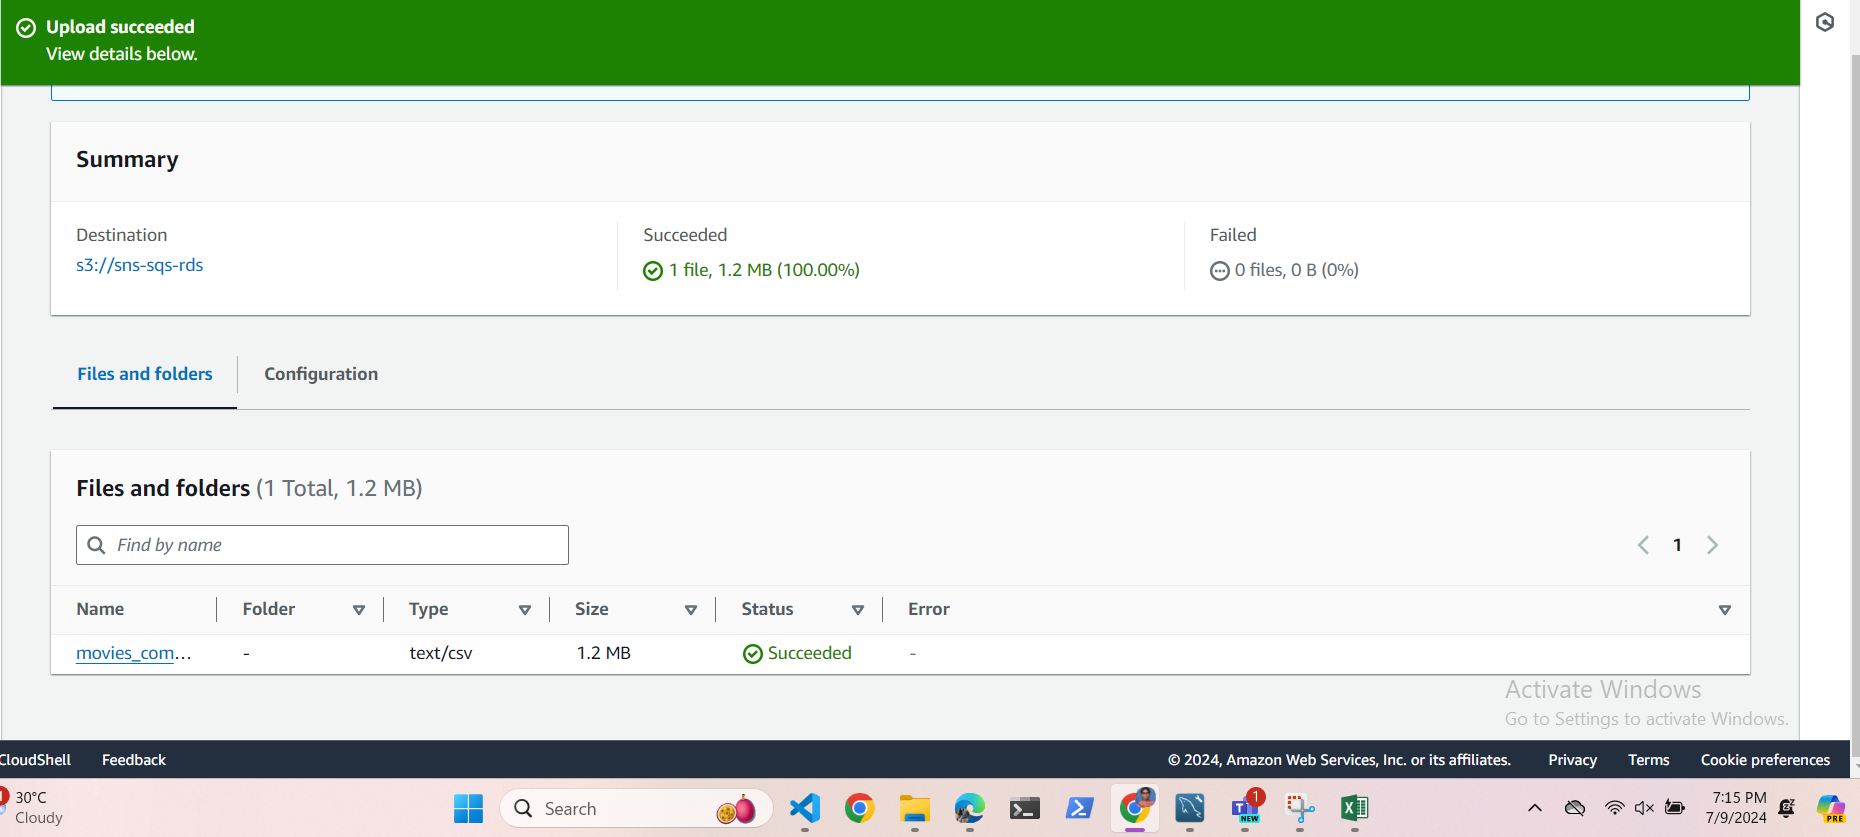 Upload succeeded
View details below.
Summary
Destination
s3://sns-sqs-rds
Succeeded
1 file, 1.2 MB (100.00%)
Failed
0 files, 0 B (0%)
Files and folders
Configuration
Files and folders (1 Total, 1.2 MB)
Find by name
1
Name Folder Type Size Status Error
movies_com... - text/csv 1.2 MB Succeeded -
Activate Windows
Go to Settings to activate Windows.
CloudShell Feedback © 2024, Amazon Web Services, Inc. or its affiliates. Privacy Terms Cookie preferences
30°C
Cloudy
Search
1
NEW
7:15 PM
7/9/2024
PRE